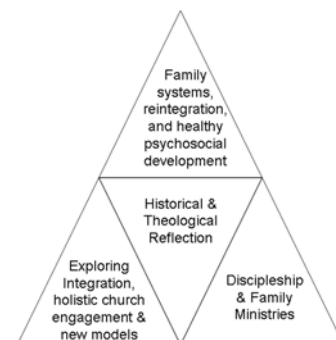 Family
systems,
reintegration,
and healthy
psychosocial
development
Historical &
Theological
Reflection
Exploring
Integration,
holistic church
engagement &
new models
Discipleship
& Family
Ministries